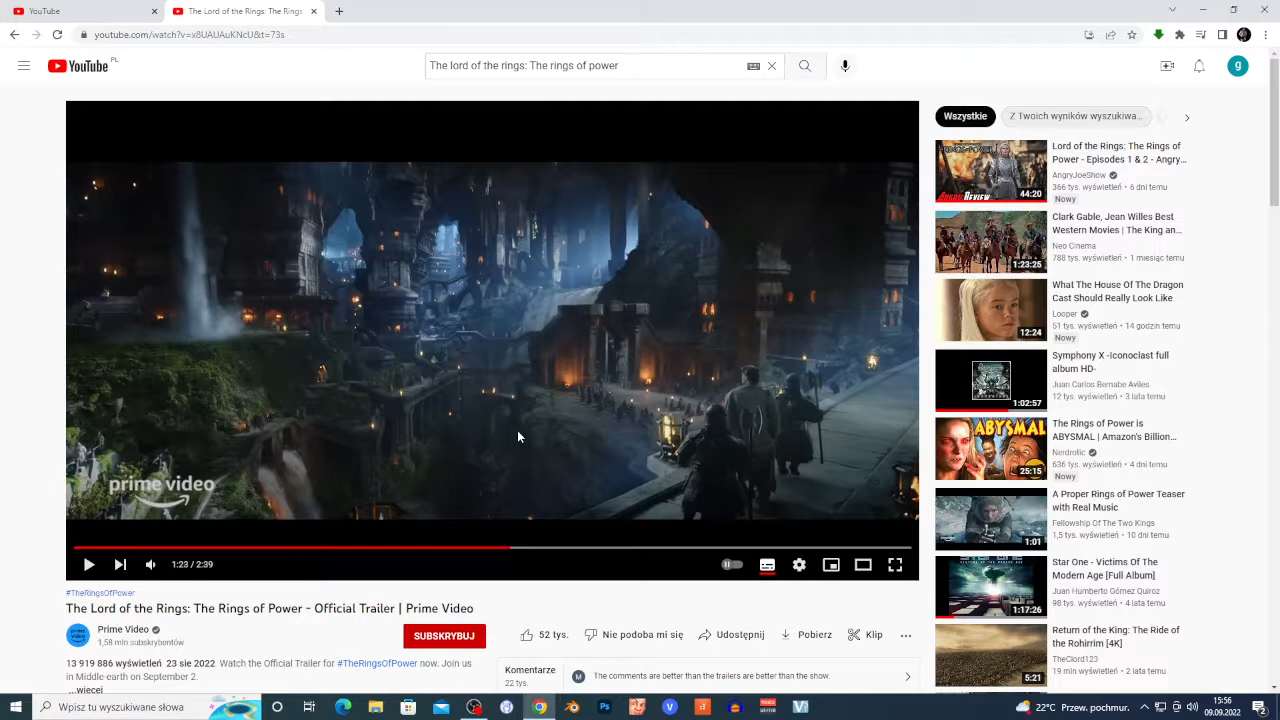 YouTube
The Lord of the Rings: The Rings
youtube.com/watch?v=x8UAUAuKNcU&t=73s
YouTube PL
The lord of the rings: The rings of power
g
prime video
1:23 / 2:39
#TheRingsOfPower
The Lord of the Rings: The Rings of Power - Official Trailer | Prime Video
prime video
Prime Video
1,58 mln subskrybentów
SUBSKRYBUJ
52 tys.
Nie podoba mi się
Udostępnij
Pobierz
Klip
13 919 886 wyświetleń 23 sie 2022 Watch the Official Trailer for #TheRingsOfPower now. Join us
in Middle-earth on September 2.
...więcej
Komentarze
22 tys.
M
The comments are better than the trailers are better than the show.
Wszystkie
Z Twoich wyników wyszukiwa...
ANGRY REVIEW
44:20
Lord of the Rings: The Rings of
Power - Episodes 1 & 2 - Angry...
AngryJoeShow
366 tys. wyświetleń • 6 dni temu
Nowy
1:23:25
Clark Gable, Jean Willes Best
Western Movies | The King an...
Neo Cinema
788 tys. wyświetleń • 1 miesiąc temu
12:24
What The House Of The Dragon
Cast Should Really Look Like
Looper
51 tys. wyświetleń • 14 godzin temu
Nowy
1:02:57
Symphony X -Iconoclast full
album HD-
Juan Carlos Bernabe Aviles
12 tys. wyświetleń • 3 lata temu
ABYSMAL
25:15
The Rings of Power is
ABYSMAL | Amazon's Billion...
Nerdrotic
636 tys. wyświetleń • 4 dni temu
Nowy
1:01
A Proper Rings of Power Teaser
with Real Music
Fellowship Of The Two Kings
1,5 tys. wyświetleń • 10 dni temu
1:17:26
Star One - Victims Of The
Modern Age [Full Album]
Juan Humberto Gómez Quiroz
98 tys. wyświetleń • 4 lata temu
5:21
Return of the King: The Ride of
the Rohirrim [4K]
TheClord123
19 mln wyświetleń • 2 lata temu
Wpisz tu wyszukiwane słowa
Ps
22°C
15:56
09.09.2022
2